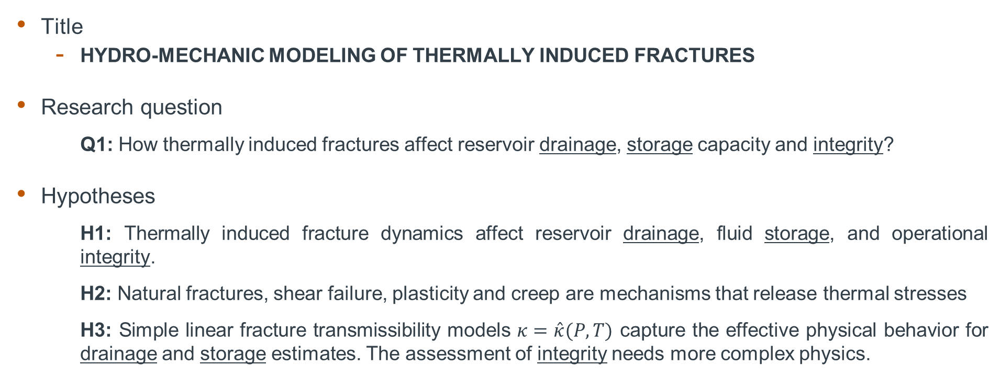 • Title
- HYDRO-MECHANIC MODELING OF THERMALLY INDUCED FRACTURES
• Research question
Q1: How thermally induced fractures affect reservoir drainage, storage capacity and integrity?
• Hypotheses
H1: Thermally induced fracture dynamics affect reservoir drainage, fluid storage, and operational
integrity.
H2: Natural fractures, shear failure, plasticity and creep are mechanisms that release thermal stresses
H3: Simple linear fracture transmissibility models κ = κ̂(P, T) capture the effective physical behavior for
drainage and storage estimates. The assessment of integrity needs more complex physics.